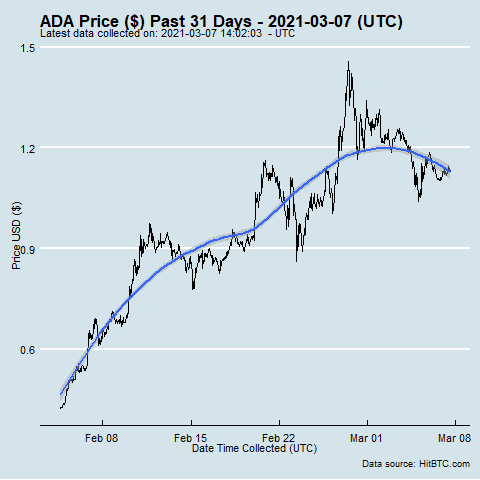 ADA Price ($) Past 31 Days - 2021-03-07 (UTC)
Latest data collected on: 2021-03-07 14:02:03 - UTC
1.5
1.2
0.9
0.6
Price USD ($)
Feb 08 Feb 15 Feb 22 Mar 01 Mar 08
Date Time Collected (UTC)
Data source: HitBTC.com